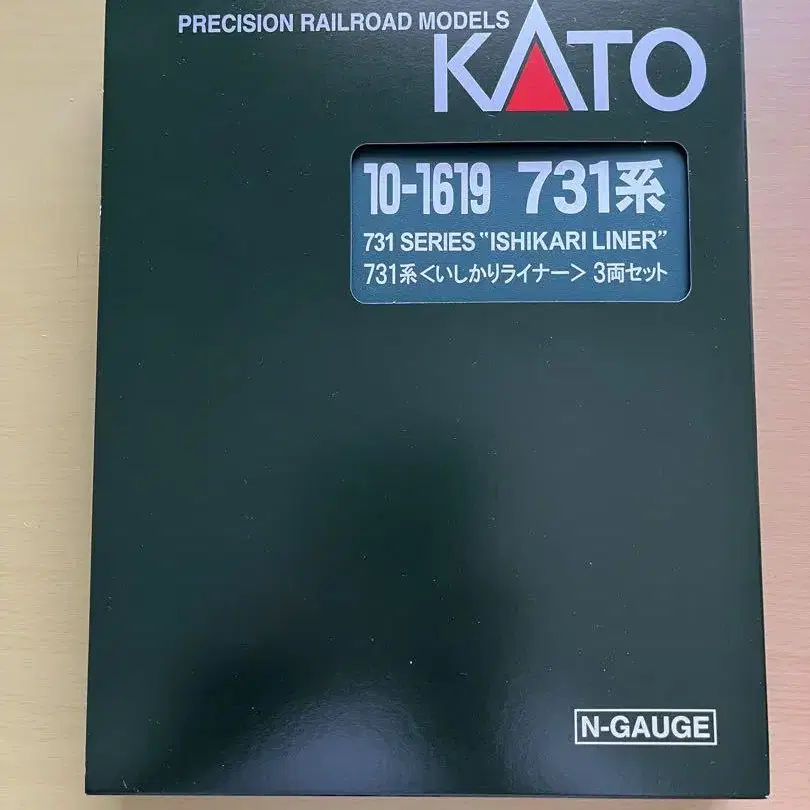 PRECISION RAILROAD MODELS
KATO
10-1619 731系
731 SERIES "ISHIKARI LINER"
731系<いしかりライナー> 3両セット
N-GAUGE